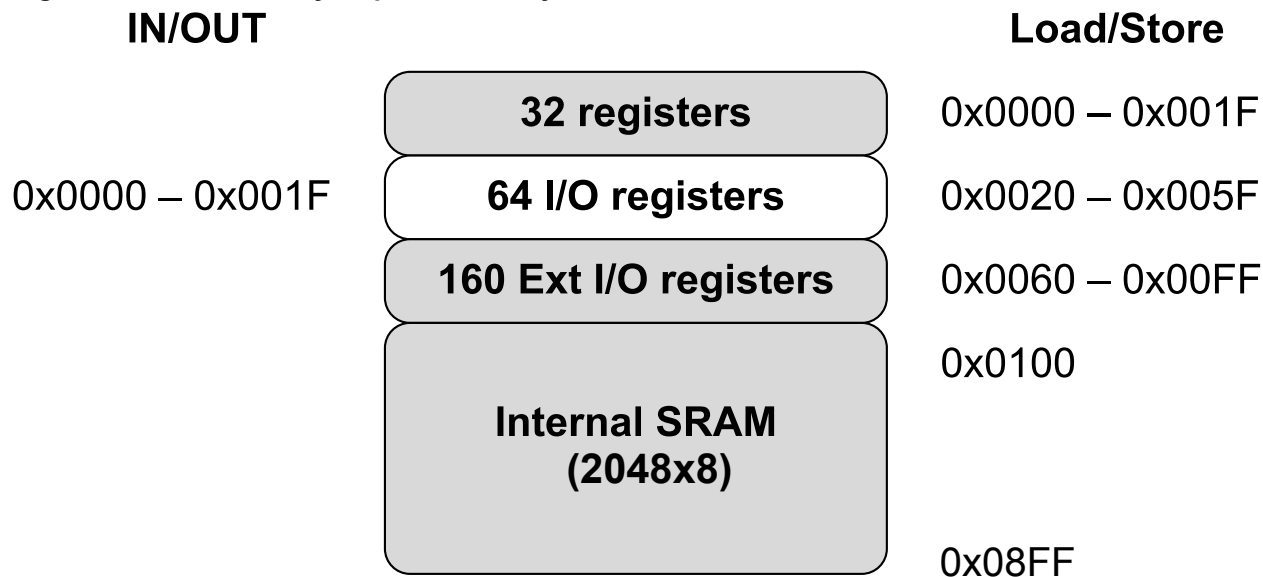 IN/OUT
Load/Store
32 registers
0x0000 – 0x001F
0x0000 – 0x001F
64 I/O registers
0x0020 – 0x005F
160 Ext I/O registers
0x0060 – 0x00FF
0x0100
Internal SRAM
(2048x8)
0x08FF